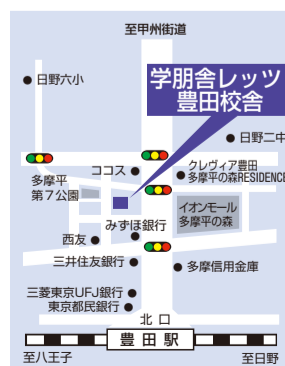 至甲州街道
日野六小
学朋舎レッツ
豊田校舎
日野二中
ココス
クレヴィア豊田
多摩平の森RESIDENCE
多摩平
第7公園
イオンモール
多摩平の森
みずほ銀行
西友
三井住友銀行
多摩信用金庫
三菱東京UFJ銀行
東京都民銀行
北口
豊田駅
至八王子
至日野